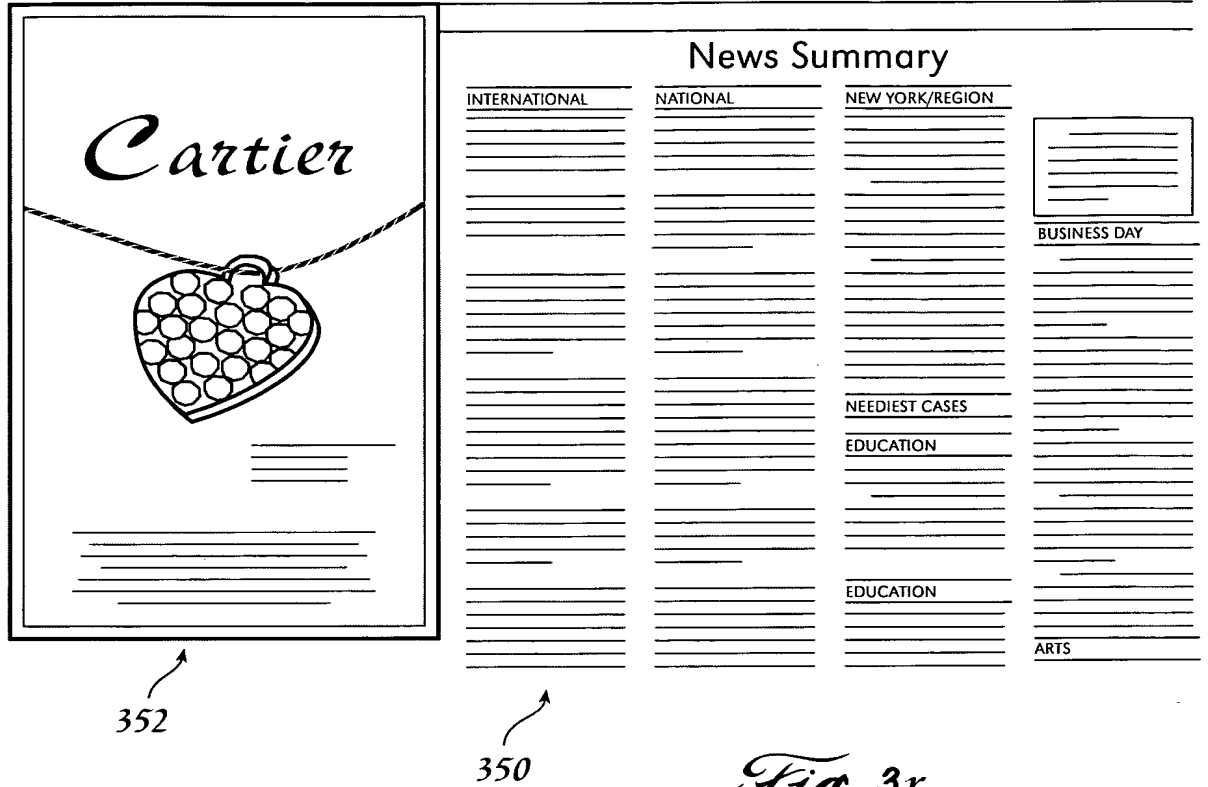 Cartier
News Summary
INTERNATIONAL
NATIONAL
NEW YORK/REGION
NEEDIEST CASES
EDUCATION
EDUCATION
BUSINESS DAY
ARTS
352
350
Fig. 3r